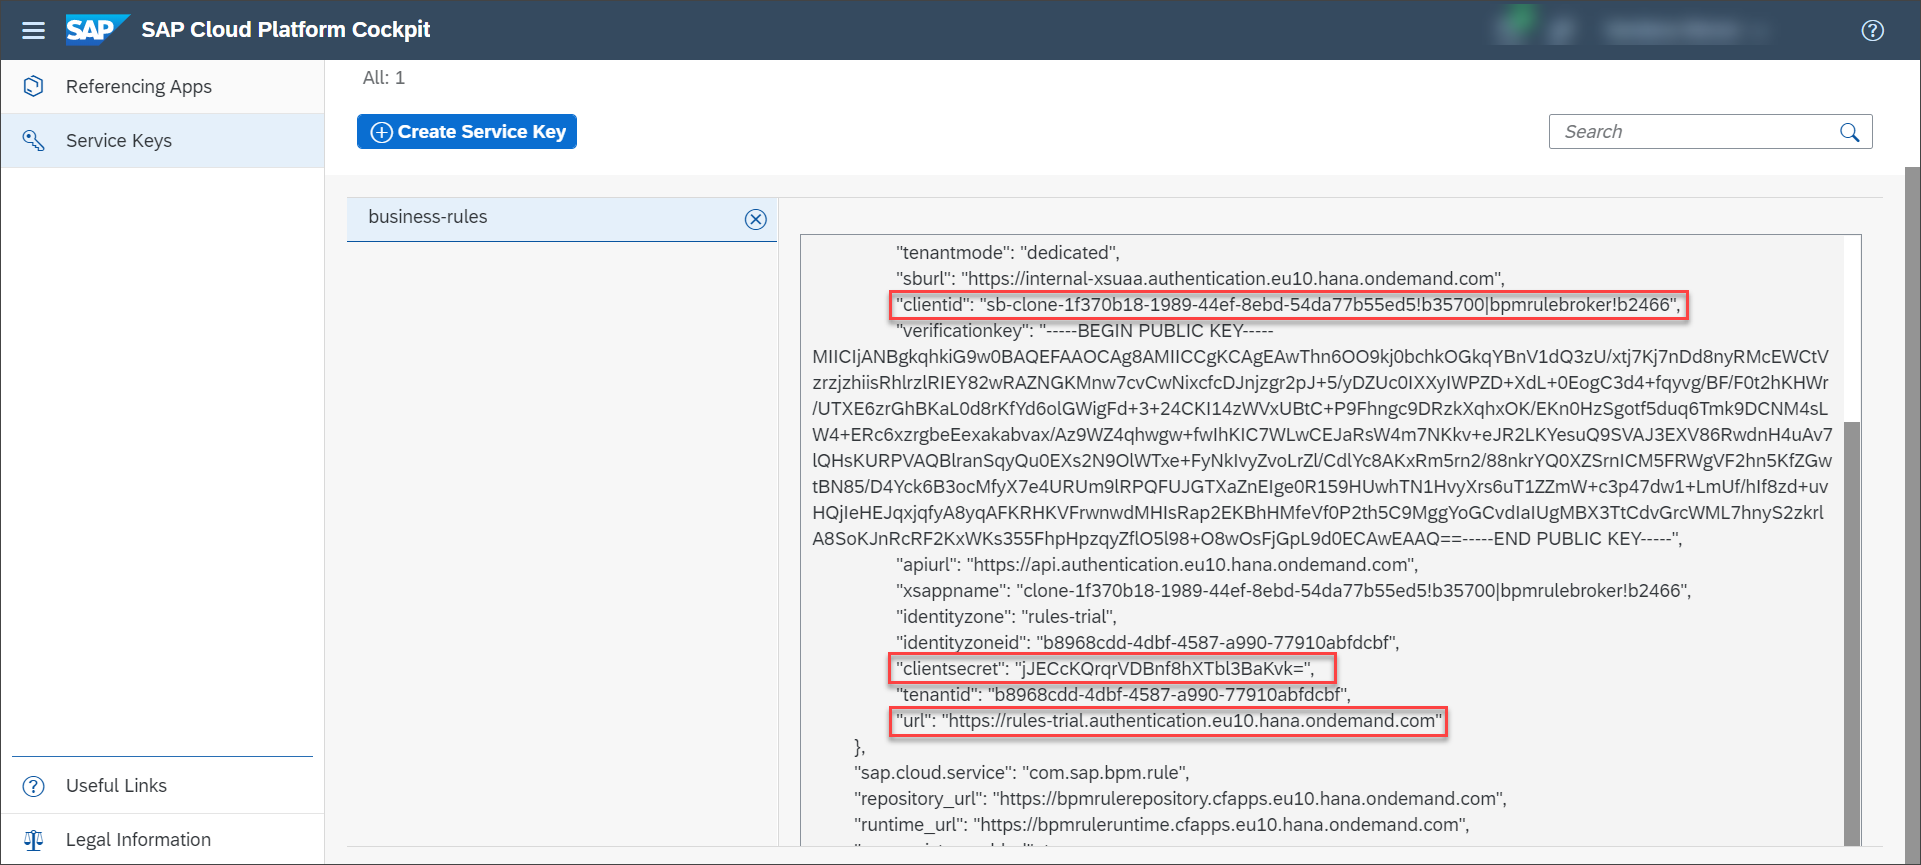 SAP SAP Cloud Platform Cockpit
Referencing Apps
Service Keys
All: 1
Create Service Key
Search
business-rules
"tenantmode": "dedicated",
"sburl": "https://internal-xsuaa.authentication.eu10.hana.ondemand.com",
"clientid": "sb-clone-1f370b18-1989-44ef-8ebd-54da77b55ed5!b35700|bpmrulebroker!b2466",
"verificationkey": "-----BEGIN PUBLIC KEY-----
MIICIjANBgkqhkiG9w0BAQEFAAOCAg8AMIICCgKCAgEAwThn6OO9kj0bchkOGkqYBnV1dQ3zU/xtj7Kj7nDd8nyRMcEWCtV
zrzjzhiisRhlrzlRIEY82wRAZNGKMnw7cvCwNixcfcDJnjzgr2pJ+5/yDZUc0IXXyIWPZD+XdL+0EogC3d4+fqyvg/BF/F0t2hKHWr
/UTXE6zrGhBKaL0d8rKfYd6olGWigFd+3+24CKI14zWVxUBtC+P9Fhngc9DRzkXqhxOK/EKn0HzSgotf5duq6Tmk9DCNM4sL
W4+ERc6xzrgbeEexakabvax/Az9WZ4qhwgw+fwIhKIC7WLwCEJaRsW4m7NKkv+eJR2LKYesuQ9SVAJ3EXV86RwdnH4uAv7
lQHsKURPVAQBlranSqyQu0EXs2N9OlWTxe+FyNkIvyZvoLrZl/CdlYc8AKxRm5rn2/88nkrYQ0XZSrnICM5FRWgVF2hn5KfZGw
tBN85/D4Yck6B3ocMfyX7e4URUm9lRPQFUJGTXaZnEIge0R159HUwhTN1HvyXrs6uT1ZZmW+c3p47dw1+LmUf/hIf8zd+uv
HQjIeHEJqxjqfyA8yqAFKRHKVFrwnwdMHIsRap2EKBhHMfeVf0P2th5C9MggYoGCvdIaIUgMBX3TtCdvGrcWML7hnyS2zkrl
A8SoKJnRcRF2KxWKs355FhpHpzqyZflO5l98+O8wOsFjGpL9d0ECAwEAAQ==-----END PUBLIC KEY-----",
"apiurl": "https://api.authentication.eu10.hana.ondemand.com",
"xsappname": "clone-1f370b18-1989-44ef-8ebd-54da77b55ed5!b35700|bpmrulebroker!b2466",
"identityzone": "rules-trial",
"identityzoneid": "b8968cdd-4dbf-4587-a990-77910abfdcbf",
"clientsecret": "jJECcKQrqrVDBnf8hXTbl3BaKvk=",
"tenantid": "b8968cdd-4dbf-4587-a990-77910abfdcbf",
"url": "https://rules-trial.authentication.eu10.hana.ondemand.com"
},
"sap.cloud.service": "com.sap.bpm.rule",
"repository_url": "https://bpmrulerepository.cfapps.eu10.hana.ondemand.com",
"runtime_url": "https://bpmruleruntime.cfapps.eu10.hana.ondemand.com",
Useful Links
Legal Information